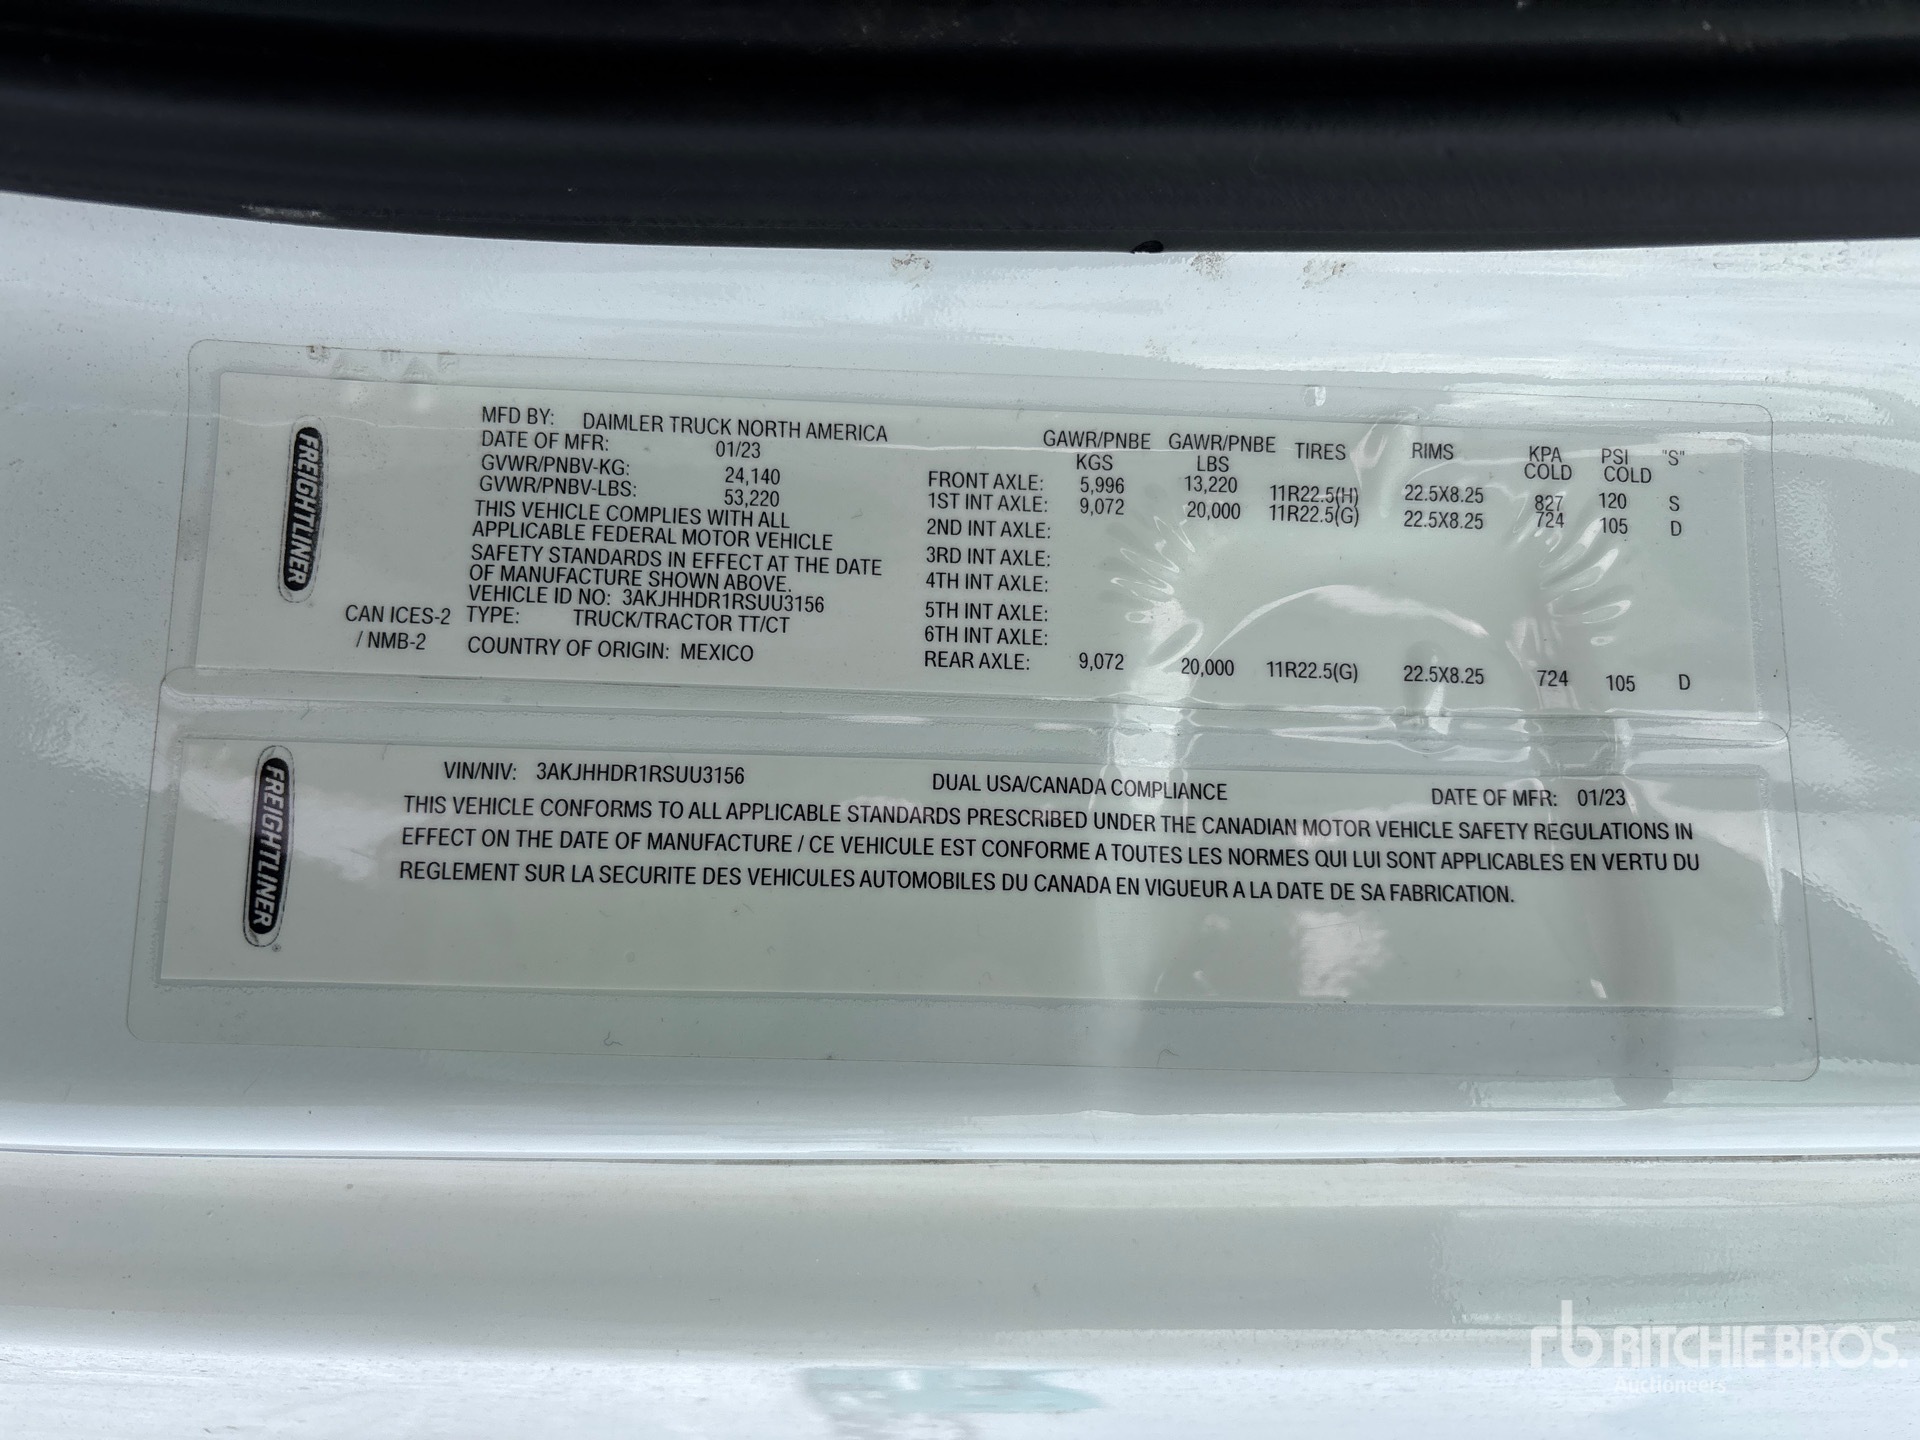 FREIGHTLINER
MFD BY: DAIMLER TRUCK NORTH AMERICA
DATE OF MFR: 01/23
GVWR/PNBV-KG: 24,140
GVWR/PNBV-LBS: 53,220
THIS VEHICLE COMPLIES WITH ALL
APPLICABLE FEDERAL MOTOR VEHICLE
SAFETY STANDARDS IN EFFECT AT THE DATE
OF MANUFACTURE SHOWN ABOVE.
VEHICLE ID NO: 3AKJHHDR1RSUU3156
CAN ICES-2 TYPE: TRUCK/TRACTOR TT/CT
/ NMB-2 COUNTRY OF ORIGIN: MEXICO
GAWR/PNBE GAWR/PNBE TIRES RIMS KPA PSI "S"
KGS LBS COLD COLD
FRONT AXLE: 5,996 13,220 11R22.5(H) 22.5X8.25 827 120 S
1ST INT AXLE: 9,072 20,000 11R22.5(G) 22.5X8.25 724 105 D
2ND INT AXLE:
3RD INT AXLE:
4TH INT AXLE:
5TH INT AXLE:
6TH INT AXLE:
REAR AXLE: 9,072 20,000 11R22.5(G) 22.5X8.25 724 105 D
FREIGHTLINER
VIN/NIV: 3AKJHHDR1RSUU3156 DUAL USA/CANADA COMPLIANCE DATE OF MFR: 01/23
THIS VEHICLE CONFORMS TO ALL APPLICABLE STANDARDS PRESCRIBED UNDER THE CANADIAN MOTOR VEHICLE SAFETY REGULATIONS IN
EFFECT ON THE DATE OF MANUFACTURE / CE VEHICULE EST CONFORME A TOUTES LES NORMES QUI LUI SONT APPLICABLES EN VERTU DU
REGLEMENT SUR LA SECURITE DES VEHICULES AUTOMOBILES DU CANADA EN VIGUEUR A LA DATE DE SA FABRICATION.
rb RITCHIE BROS.
Auctioneers